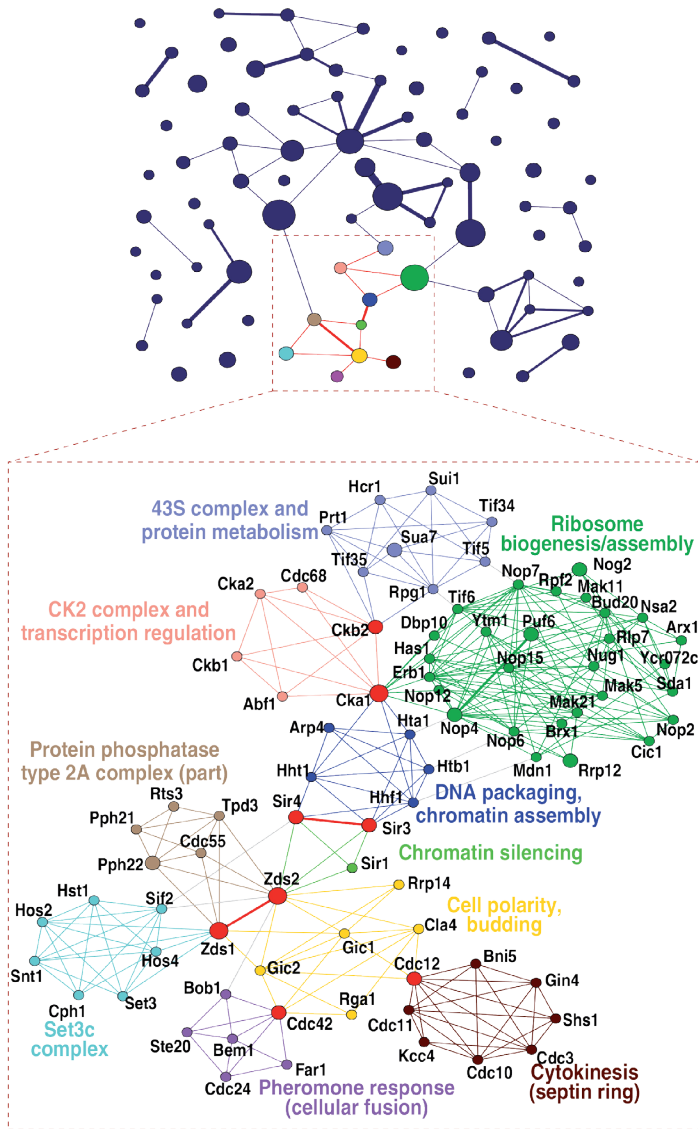 43S complex and
protein metabolism
Hcr1
Sui1
Prt1
Tif34
Sua7
Tif35
Tif5
Rpg1
Ribosome
biogenesis/assembly
Nop7
Rpf2
Nog2
Mak11
Bud20
Nsa2
Tif6
Dbp10
Ytm1
Puf6
Rlp7
Arx1
Has1
Nop15
Nug1
Ycr072c
Erb1
Nop12
Mak5
Sda1
Nop4
Mak21
Nop6
Brx1
Nop2
Cic1
Mdn1
Rrp12
CK2 complex and
transcription regulation
Cka2
Cdc68
Ckb2
Ckb1
Abf1
Cka1
Arp4
Hta1
Hht1
Htb1
Hhf1
Sir4
Sir3
DNA packaging,
chromatin assembly
Protein phosphatase
type 2A complex (part)
Rts3
Tpd3
Pph21
Cdc55
Pph22
Chromatin silencing
Sir1
Zds2
Zds1
Hst1
Sif2
Hos2
Hos4
Snt1
Cph1
Set3
Set3c
complex
Rrp14
Cell polarity,
budding
Cla4
Gic1
Gic2
Rga1
Cdc42
Cdc12
Bni5
Gin4
Cdc11
Shs1
Kcc4
Cdc3
Cdc10
Cytokinesis
(septin ring)
Bob1
Ste20
Bem1
Far1
Cdc24
Pheromone response
(cellular fusion)